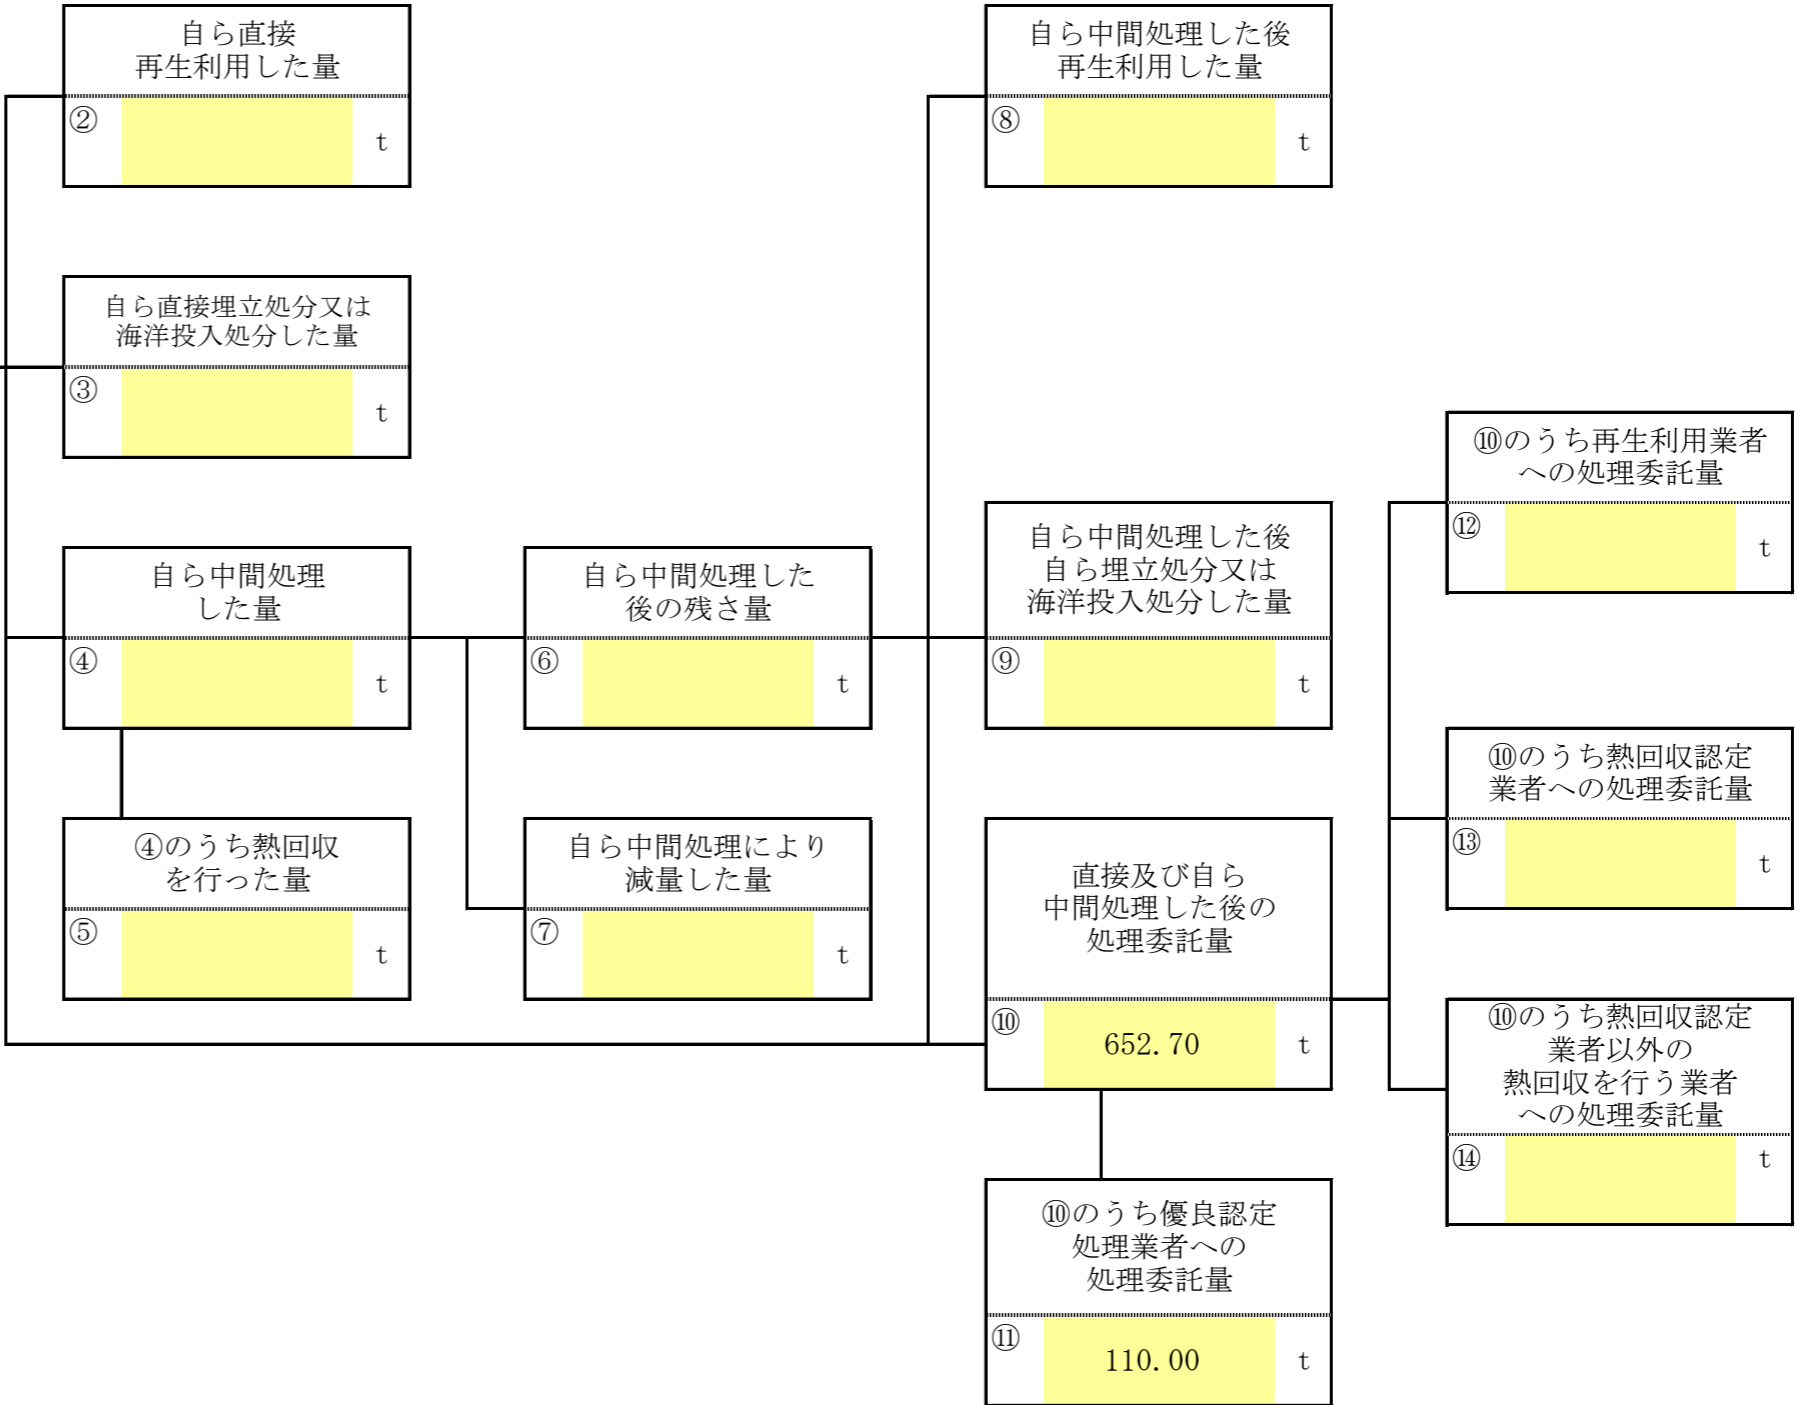 自ら直接
再生利用した量
②
t
自ら中間処理した後
再生利用した量
⑧
t
自ら直接埋立処分又は
海洋投入処分した量
③
t
⑩のうち再生利用業者
への処理委託量
⑫
t
自ら中間処理
した量
④
t
自ら中間処理した
後の残さ量
⑥
t
自ら中間処理した後
自ら埋立処分又は
海洋投入処分した量
⑨
t
⑩のうち熱回収認定
業者への処理委託量
⑬
t
④のうち熱回収
を行った量
⑤
t
自ら中間処理により
減量した量
⑦
t
直接及び自ら
中間処理した後の
処理委託量
⑩
652.70 t
⑩のうち熱回収認定
業者以外の
熱回収を行う業者
への処理委託量
⑭
t
⑩のうち優良認定
処理業者への
処理委託量
⑪
110.00 t